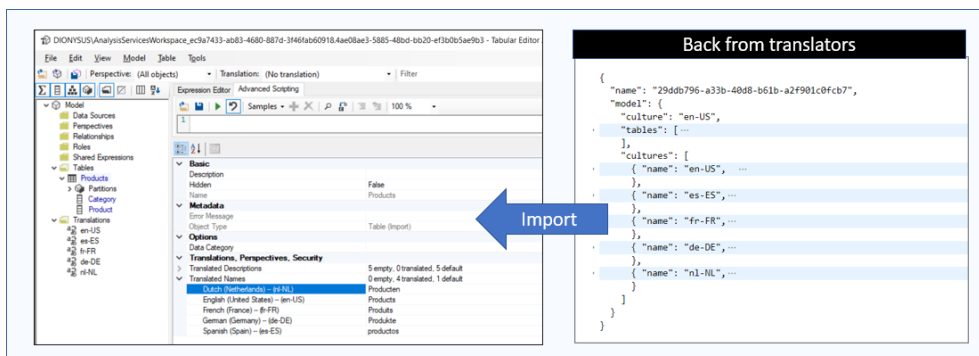 DIONYSUS\AnalysisServicesWorkspace_ec9a7433-ab83-4680-887d-3f46fab60918.4ae08ae3-5885-48bd-bb20-ef3b0b5ae9b3 - Tabular Editor
File Edit View Model Table Tools
Perspective: (All objects) Translation: (No translation) Filter
Expression Editor Advanced Scripting
Samples 100 %
1
Model
Data Sources
Perspectives
Relationships
Roles
Shared Expressions
Tables
Products
Partitions
Category
Product
Translations
en-US
es-ES
fr-FR
de-DE
nl-NL
Basic
Description
Hidden False
Name Products
Metadata
Error Message
Object Type Table (Import)
Options
Data Category
Translations, Perspectives, Security
Translated Descriptions 5 empty, 0 translated, 5 default
Translated Names 0 empty, 4 translated, 1 default
Dutch (Netherlands) – (nl-NL) Producten
English (United States) – (en-US) Products
French (France) – (fr-FR) Produits
German (Germany) – (de-DE) Produkte
Spanish (Spain) – (es-ES) productos
Import
Back from translators
{
"name": "29ddb796-a33b-40d8-b61b-a2f901c0fcb7",
"model": {
"culture": "en-US",
"tables": [ ...
],
"cultures": [
{ "name": "en-US", ...
},
{ "name": "es-ES", ...
},
{ "name": "fr-FR", ...
},
{ "name": "de-DE", ...
},
{ "name": "nl-NL", ...
}
]
}
}